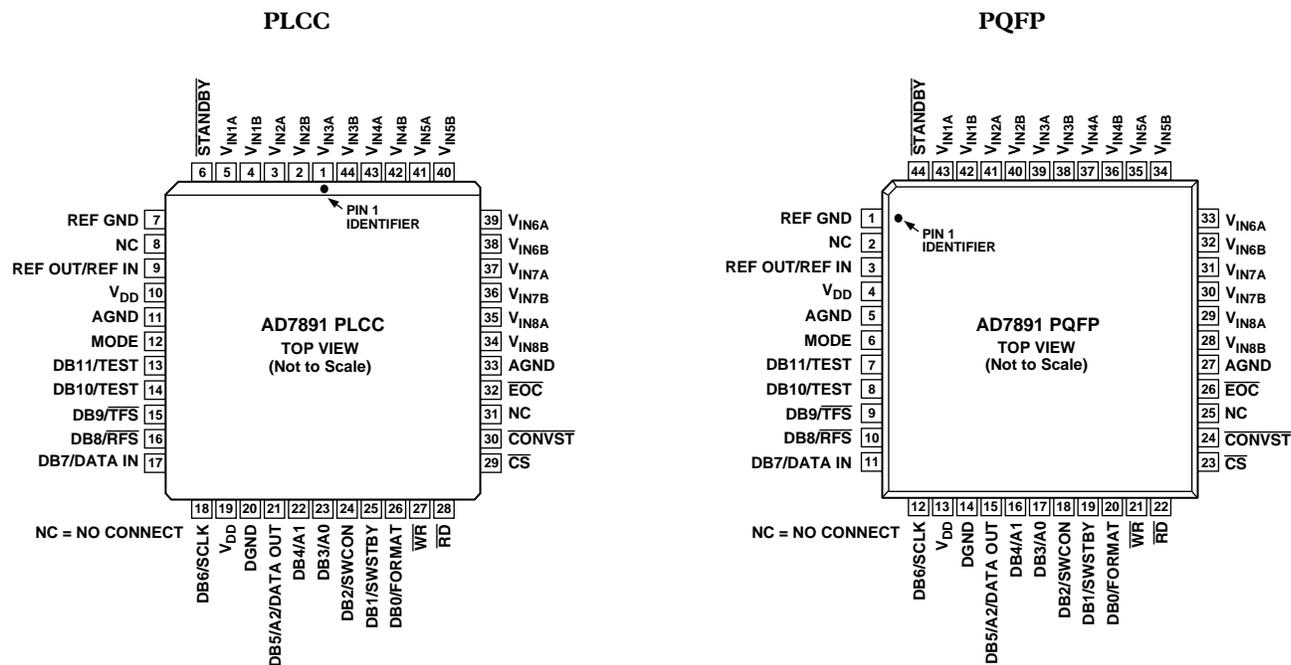 PLCC
STANDBY
VIN1A
VIN1B
VIN2A
VIN2B
VIN3A
VIN3B
VIN4A
VIN4B
VIN5A
VIN5B
6 5 4 3 2 1 44 43 42 41 40
PIN 1
IDENTIFIER
REF GND 7
NC 8
REF OUT/REF IN 9
VDD 10
AGND 11
MODE 12
DB11/TEST 13
DB10/TEST 14
DB9/TFS 15
DB8/RFS 16
DB7/DATA IN 17
AD7891 PLCC
TOP VIEW
(Not to Scale)
39 VIN6A
38 VIN6B
37 VIN7A
36 VIN7B
35 VIN8A
34 VIN8B
33 AGND
32 EOC
31 NC
30 CONVST
29 CS
18 19 20 21 22 23 24 25 26 27 28
DB6/SCLK
VDD
DGND
DB5/A2/DATA OUT
DB4/A1
DB3/A0
DB2/SWCON
DB1/SWSTBY
DB0/FORMAT
WR
RD
NC = NO CONNECT
PQFP
STANDBY
VIN1A
VIN1B
VIN2A
VIN2B
VIN3A
VIN3B
VIN4A
VIN4B
VIN5A
VIN5B
44 43 42 41 40 39 38 37 36 35 34
PIN 1
IDENTIFIER
REF GND 1
NC 2
REF OUT/REF IN 3
VDD 4
AGND 5
MODE 6
DB11/TEST 7
DB10/TEST 8
DB9/TFS 9
DB8/RFS 10
DB7/DATA IN 11
AD7891 PQFP
TOP VIEW
(Not to Scale)
33 VIN6A
32 VIN6B
31 VIN7A
30 VIN7B
29 VIN8A
28 VIN8B
27 AGND
26 EOC
25 NC
24 CONVST
23 CS
12 13 14 15 16 17 18 19 20 21 22
DB6/SCLK
VDD
DGND
DB5/A2/DATA OUT
DB4/A1
DB3/A0
DB2/SWCON
DB1/SWSTBY
DB0/FORMAT
WR
RD